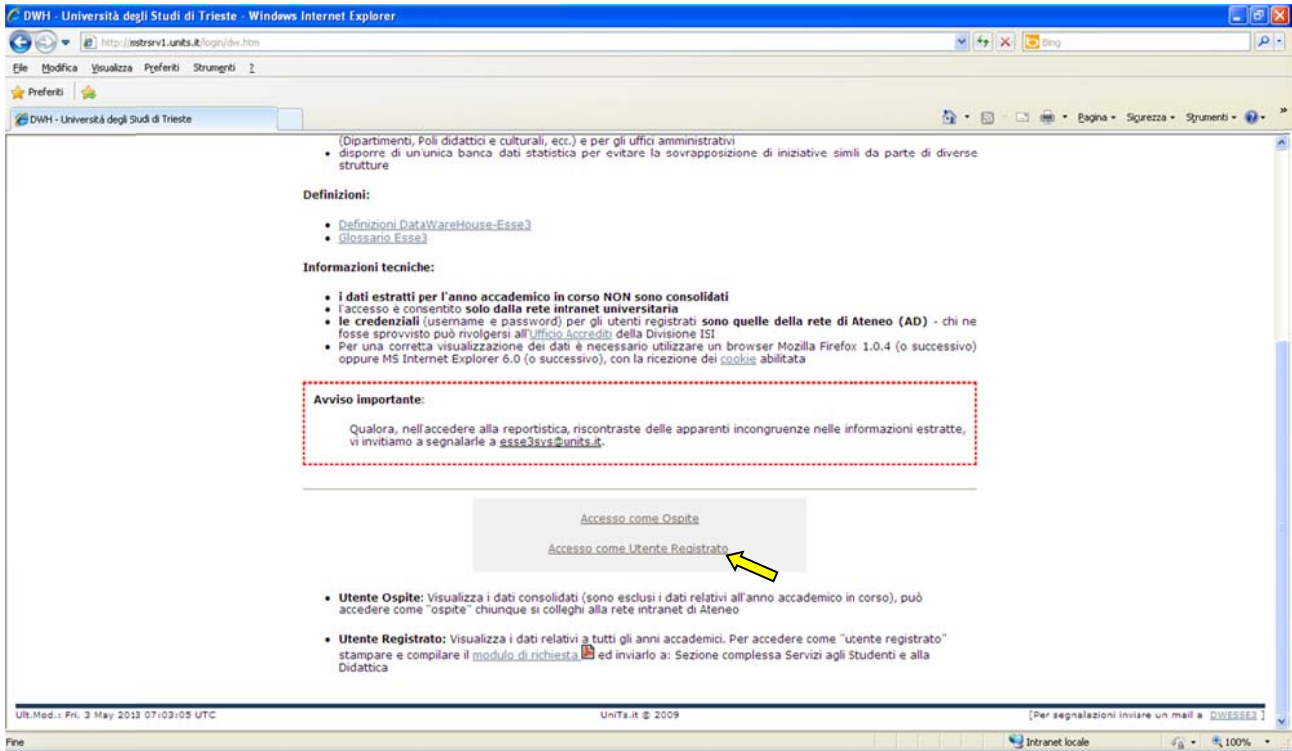 DWH - Università degli Studi di Trieste - Windows Internet Explorer
http://mstrsrv1.units.it/login/dw.htm
Bing
File Modifica Visualizza Preferiti Strumenti ?
Preferiti
DWH - Università degli Studi di Trieste
Pagina Sicurezza Strumenti
(Dipartimenti, Poli didattici e culturali, ecc.) e per gli uffici amministrativi
• disporre di un'unica banca dati statistica per evitare la sovrapposizione di iniziative simili da parte di diverse
strutture
Definizioni:
• Definizioni DataWareHouse-Esse3
• Glossario Esse3
Informazioni tecniche:
• i dati estratti per l'anno accademico in corso NON sono consolidati
• l'accesso è consentito solo dalla rete intranet universitaria
• le credenziali (username e password) per gli utenti registrati sono quelle della rete di Ateneo (AD) - chi ne
fosse sprovvisto può rivolgersi all'Ufficio Accrediti della Divisione ISI
• Per una corretta visualizzazione dei dati è necessario utilizzare un browser Mozilla Firefox 1.0.4 (o successivo)
oppure MS Internet Explorer 6.0 (o successivo), con la ricezione dei cookie abilitata
Avviso importante:
Qualora, nell'accedere alla reportistica, riscontraste delle apparenti incongruenze nelle informazioni estratte,
vi invitiamo a segnalarle a esse3svs@units.it.
Accesso come Ospite
Accesso come Utente Registrato
• Utente Ospite: Visualizza i dati consolidati (sono esclusi i dati relativi all'anno accademico in corso), può
accedere come "ospite" chiunque si colleghi alla rete intranet di Ateneo
• Utente Registrato: Visualizza i dati relativi a tutti gli anni accademici. Per accedere come "utente registrato"
stampare e compilare il modulo di richiesta ed inviarlo a: Sezione complessa Servizi agli Studenti e alla
Didattica
Ult.Mod.: Fri, 3 May 2013 07:03:05 UTC
UniTs.it © 2009
[Per segnalazioni inviare un mail a DWESSE3 ]
Fine
Intranet locale
100%